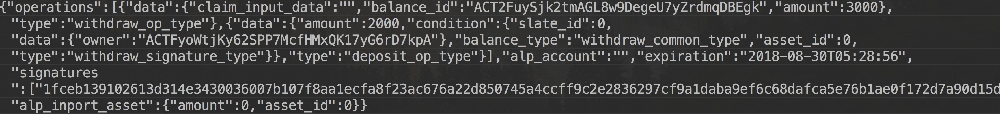 {"operations":[{"data":{"claim_input_data":"","balance_id":"ACT2FuySjk2tmAGL8w9DegeU7yZrdmqDBEgk","amount":3000},
"type":"withdraw_op_type"},{"data":{"amount":2000,"condition":{"slate_id":0,
"data":{"owner":"ACTFyoWtjKy62SPP7McfHMxQK17yG6rD7kpA"},"balance_type":"withdraw_common_type","asset_id":0,
"type":"withdraw_signature_type"}},"type":"deposit_op_type"}],"alp_account":"","expiration":"2018-08-30T05:28:56",
"signatures
":["1fceb139102613d314e3430036007b107f8aa1ecfa8f23ac676a22d850745a4ccff9c2e2836297cf9a1daba9ef6c68dafca5e76b1ae0f172d7a90d15d
"alp_inport_asset":{"amount":0,"asset_id":0}}